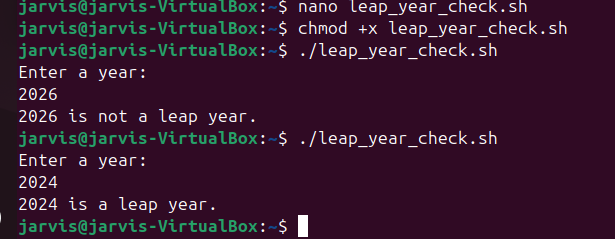 jarvis@jarvis-VirtualBox:~$ nano leap_year_check.sh
jarvis@jarvis-VirtualBox:~$ chmod +x leap_year_check.sh
jarvis@jarvis-VirtualBox:~$ ./leap_year_check.sh
Enter a year:
2026
2026 is not a leap year.
jarvis@jarvis-VirtualBox:~$ ./leap_year_check.sh
Enter a year:
2024
2024 is a leap year.
jarvis@jarvis-VirtualBox:~$